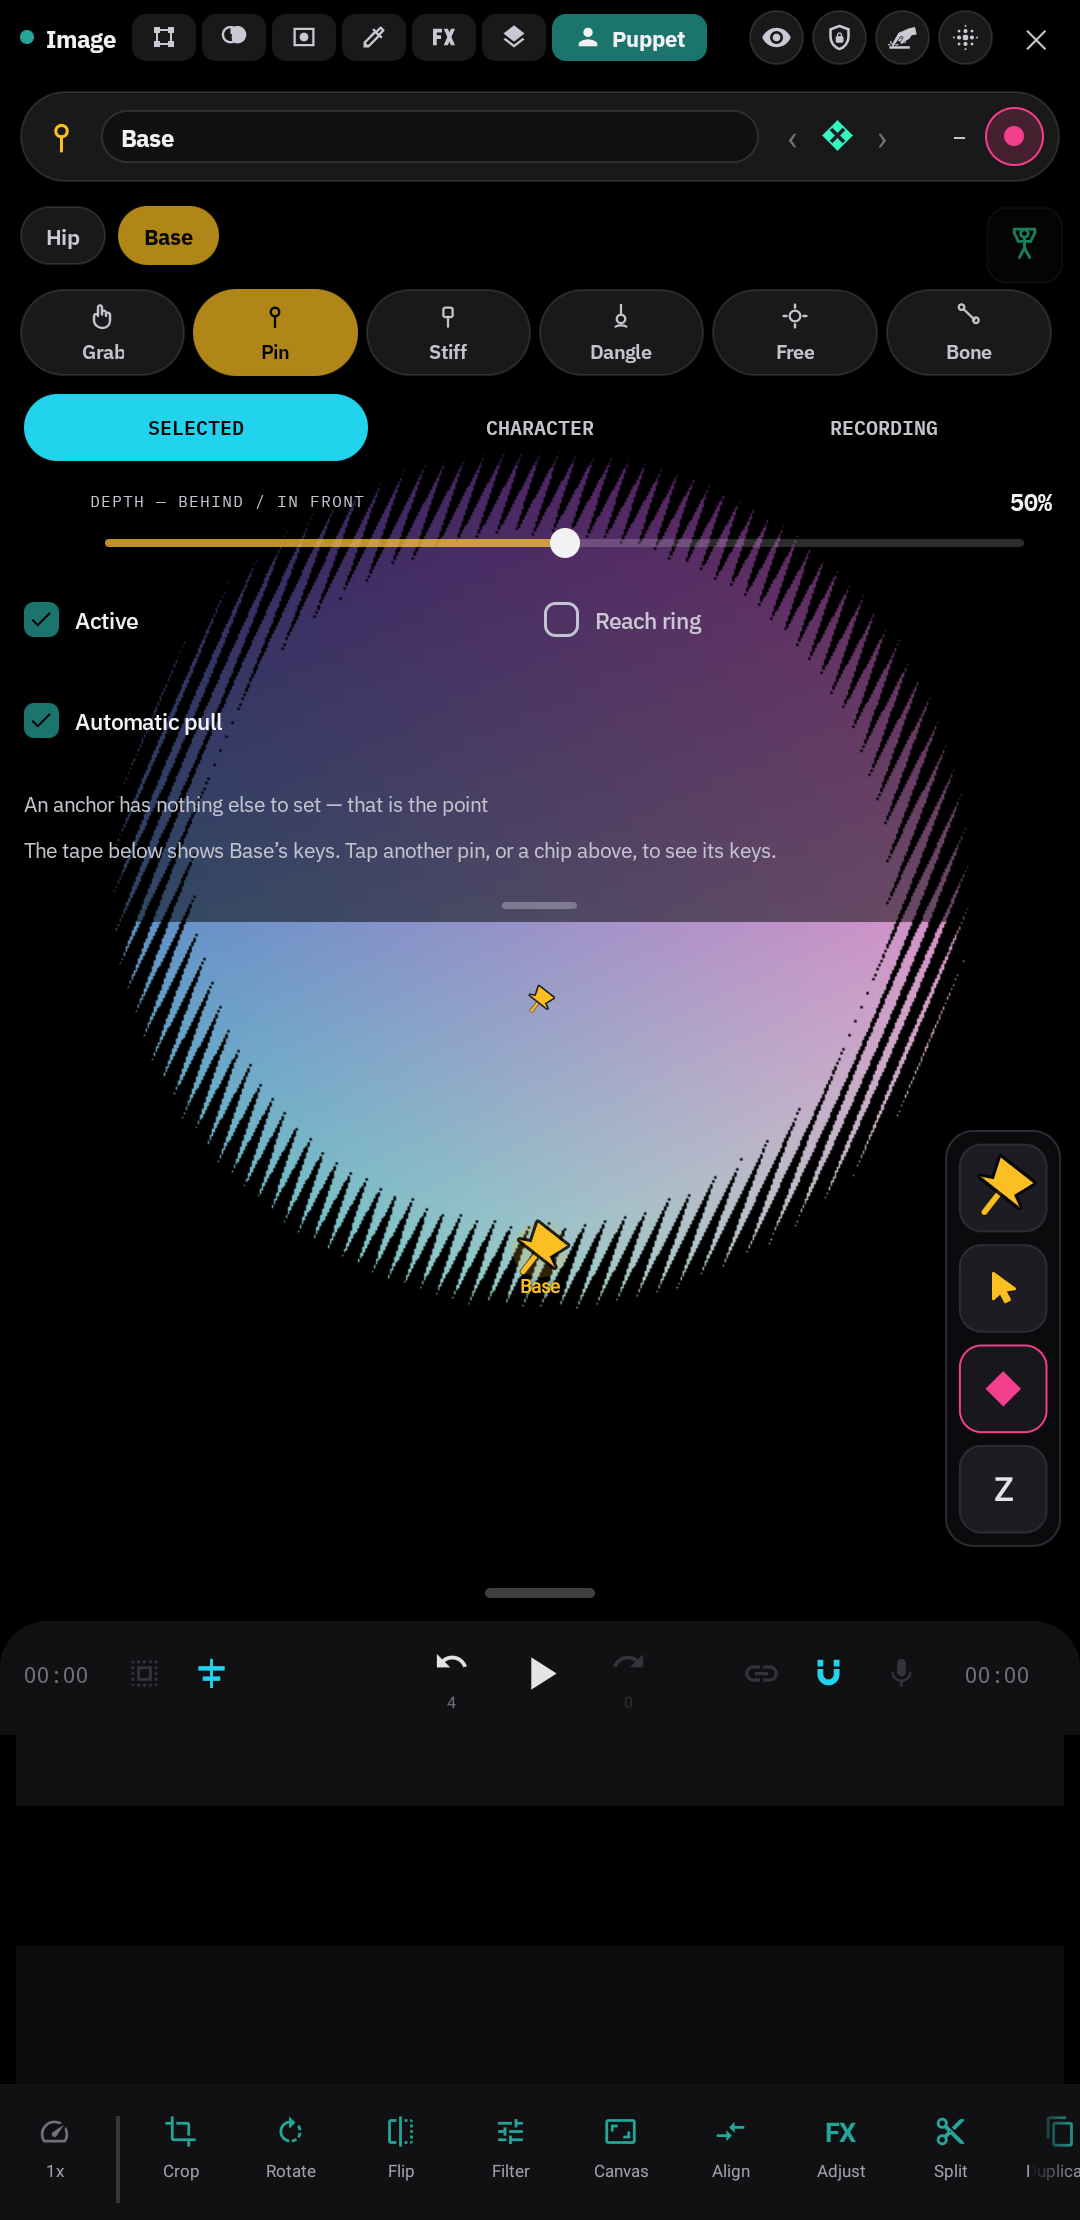 Image FX Puppet
Base
Hip Base
Grab Pin Stiff Dangle Free Bone
SELECTED CHARACTER RECORDING
DEPTH — BEHIND / IN FRONT 50%
Active Reach ring
Automatic pull
An anchor has nothing else to set — that is the point
The tape below shows Base’s keys. Tap another pin, or a chip above, to see its keys.
Base
Z
00:00 00:00
4 0
FX
1x Crop Rotate Flip Filter Canvas Align Adjust Split Duplica